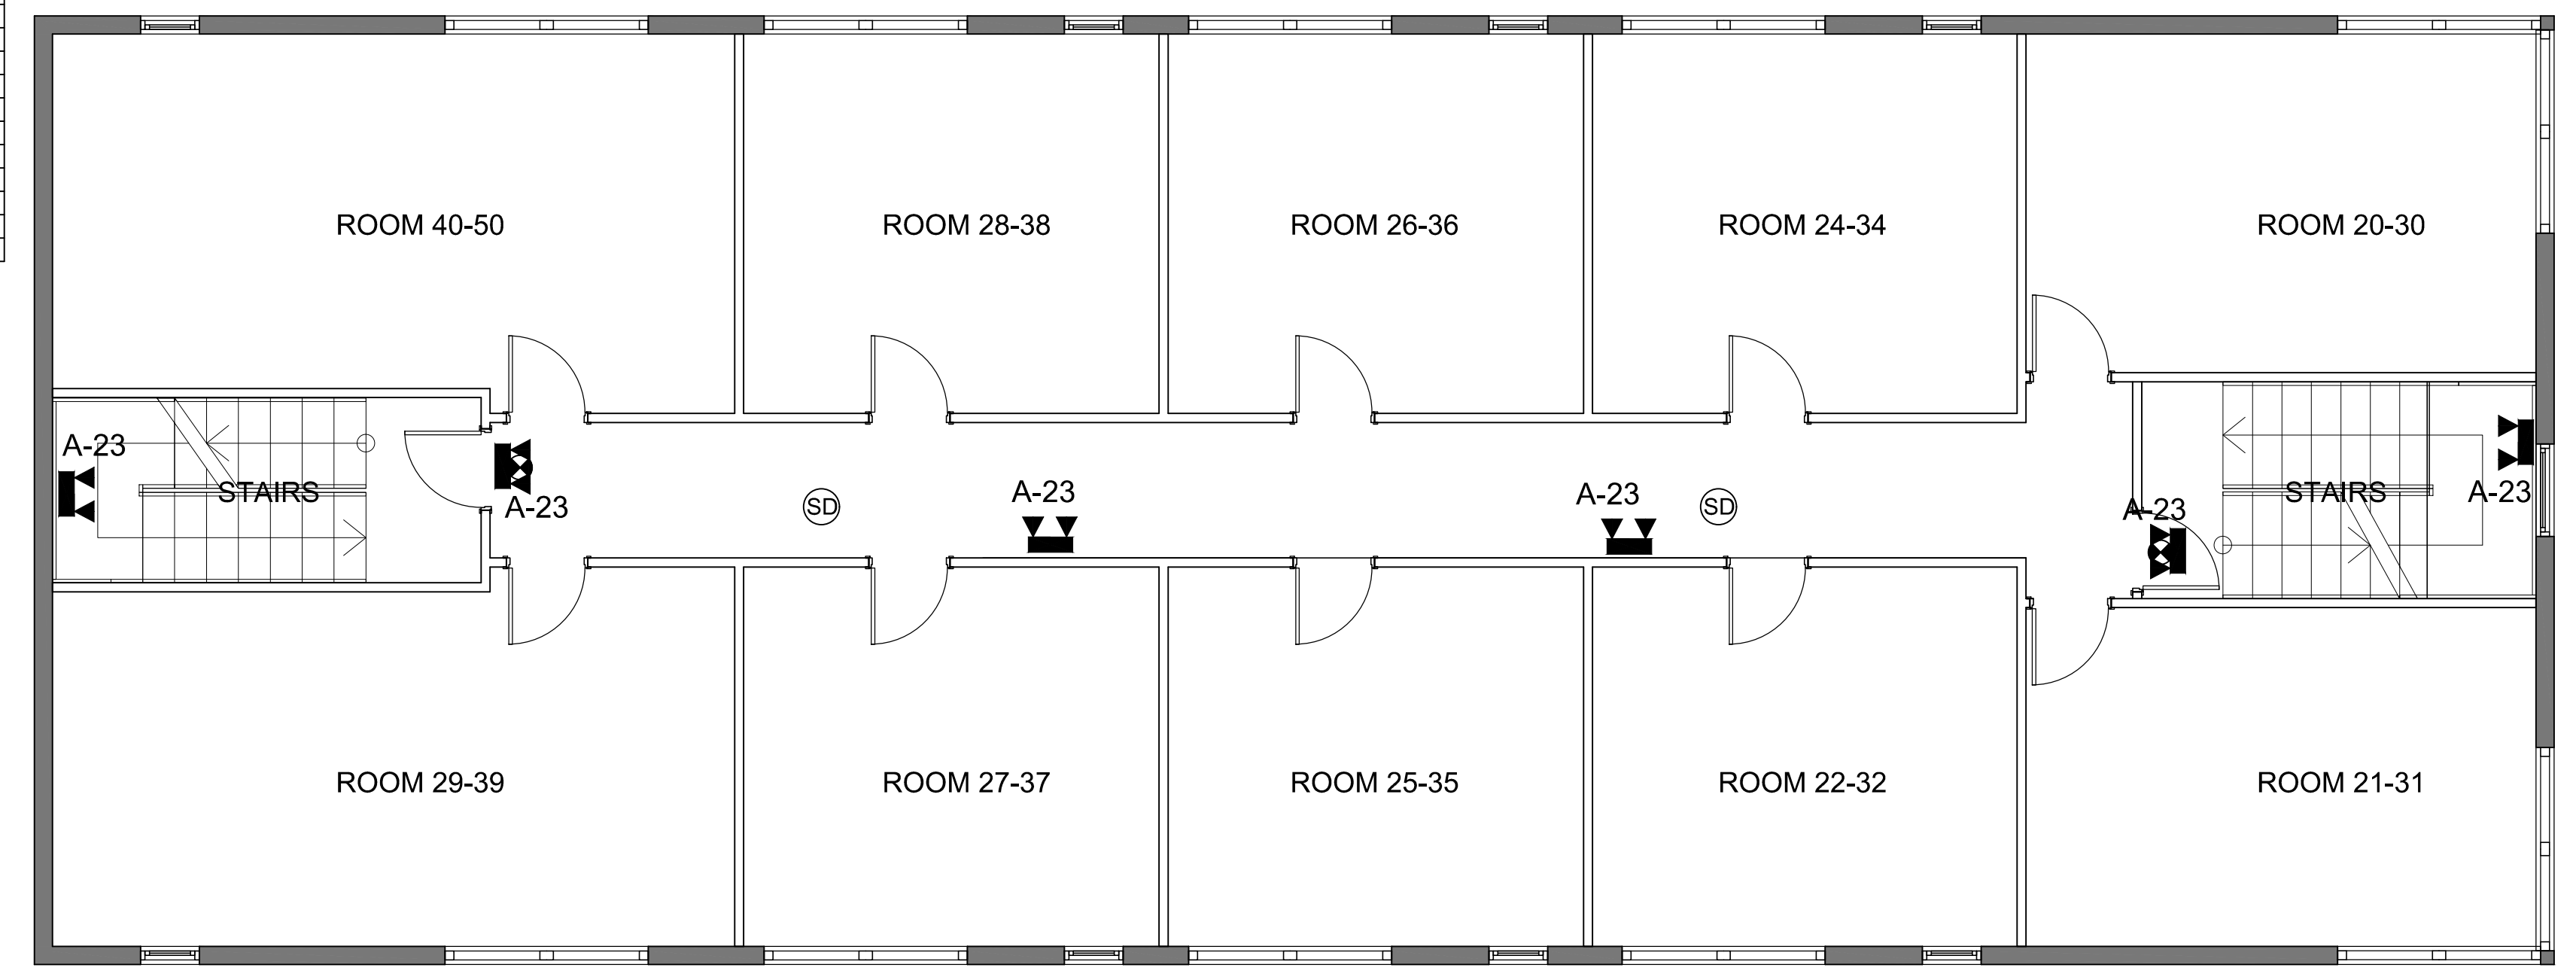 ROOM 40-50
ROOM 28-38
ROOM 26-36
ROOM 24-34
ROOM 20-30
A-23
STAIRS
A-23
SD
A-23
A-23
SD
A-23
STAIRS
A-23
ROOM 29-39
ROOM 27-37
ROOM 25-35
ROOM 22-32
ROOM 21-31